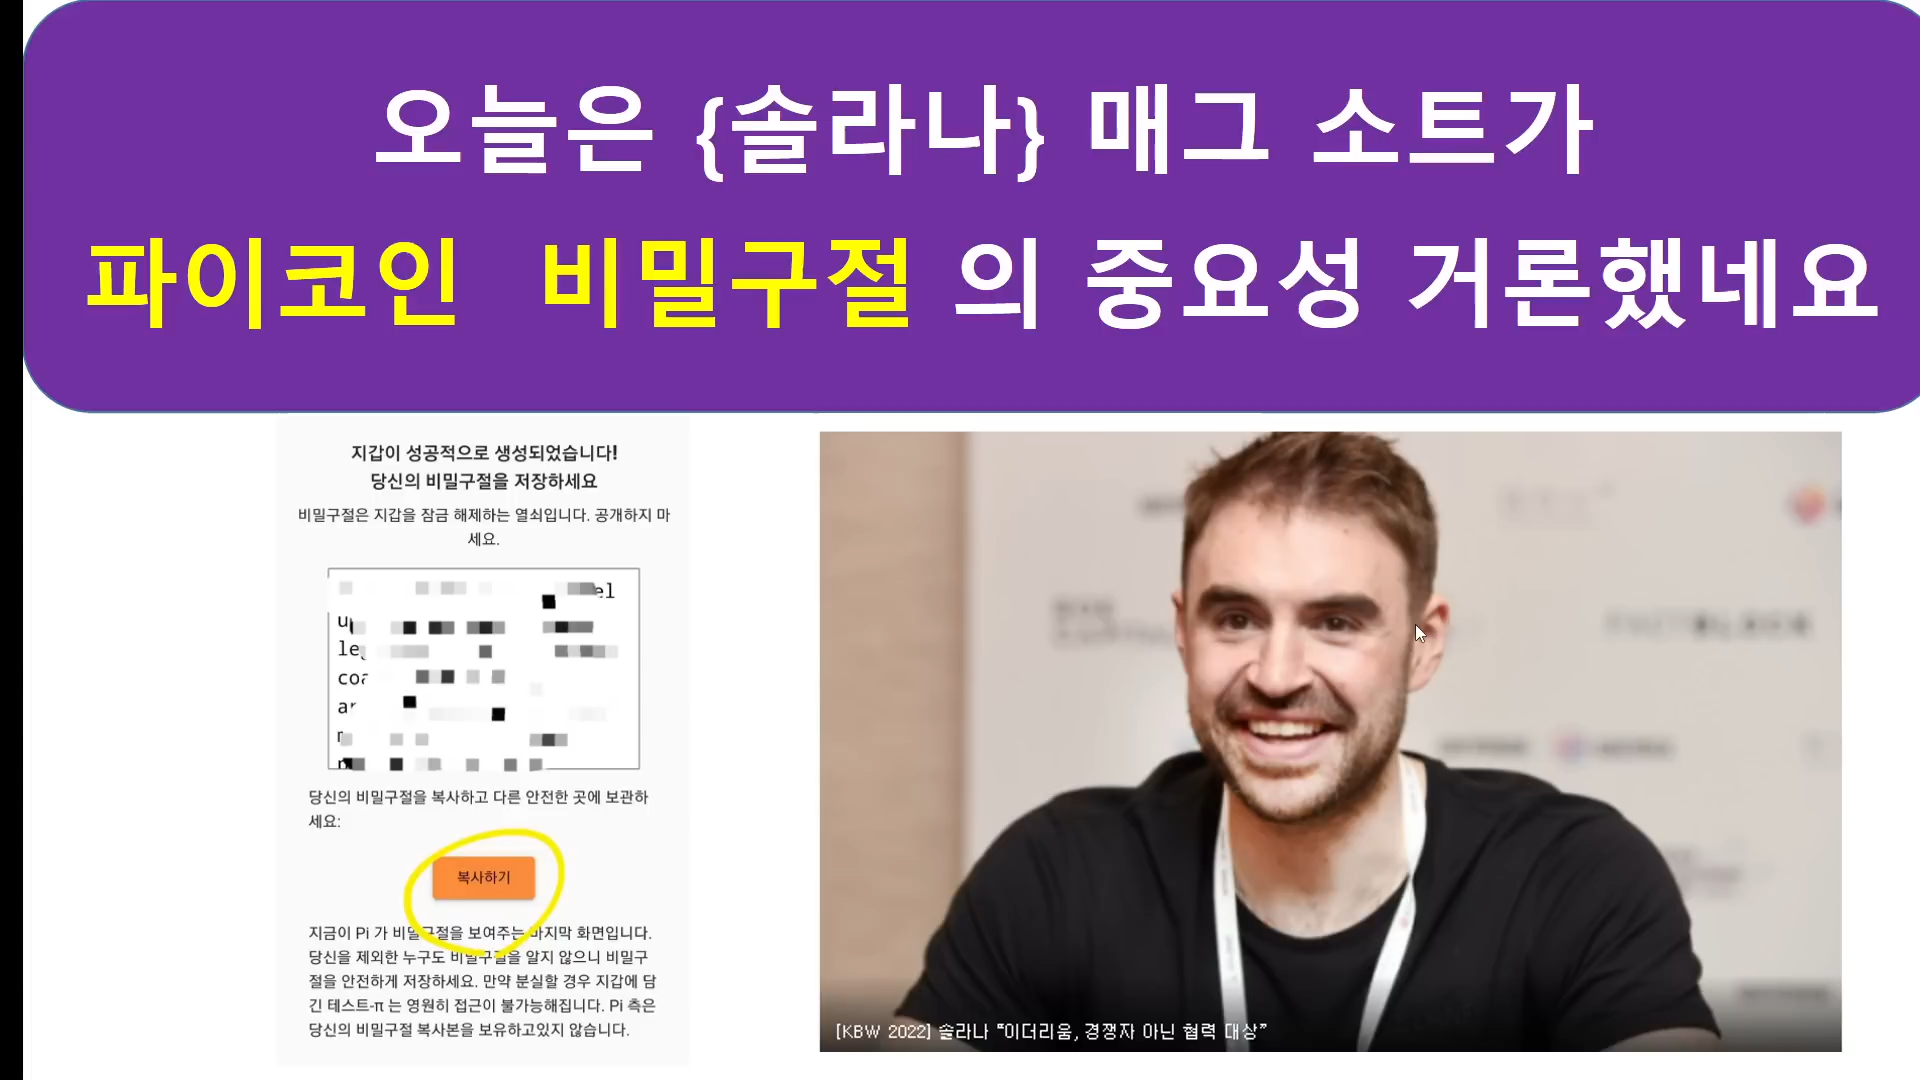 오늘은 {솔라나} 매그 소트가
파이코인 비밀구절 의 중요성 거론했네요
지갑이 성공적으로 생성되었습니다!
당신의 비밀구절을 저장하세요
비밀구절은 지갑을 잠금 해제하는 열쇠입니다. 공개하지 마
세요.
당신의 비밀구절을 복사하고 다른 안전한 곳에 보관하
세요:
복사하기
지금이 Pi 가 비밀구절을 보여주는 마지막 화면입니다.
당신을 제외한 누구도 비밀구절을 알지 않으니 비밀구
절을 안전하게 저장하세요. 만약 분실할 경우 지갑에 담
긴 테스트-π 는 영원히 접근이 불가능해집니다. Pi 측은
당신의 비밀구절 복사본을 보유하고있지 않습니다.
[KBW 2022] 솔라나 “이더리움, 경쟁자 아닌 협력 대상”